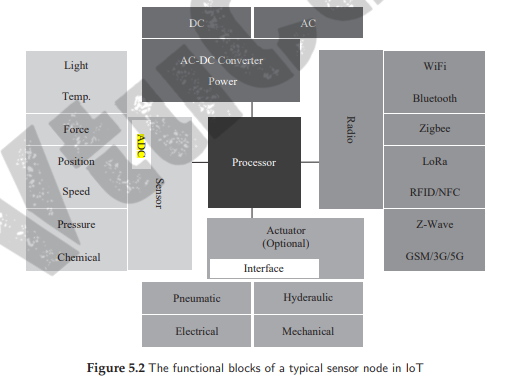 DC
AC
AC-DC Converter
Power
Light
Temp.
Force
Position
Speed
Pressure
Chemical
ADC
Sensor
Processor
Radio
WiFi
Bluetooth
Zigbee
LoRa
RFID/NFC
Z-Wave
GSM/3G/5G
Actuator
(Optional)
Interface
Pneumatic
Hyderaulic
Electrical
Mechanical
Figure 5.2 The functional blocks of a typical sensor node in IoT